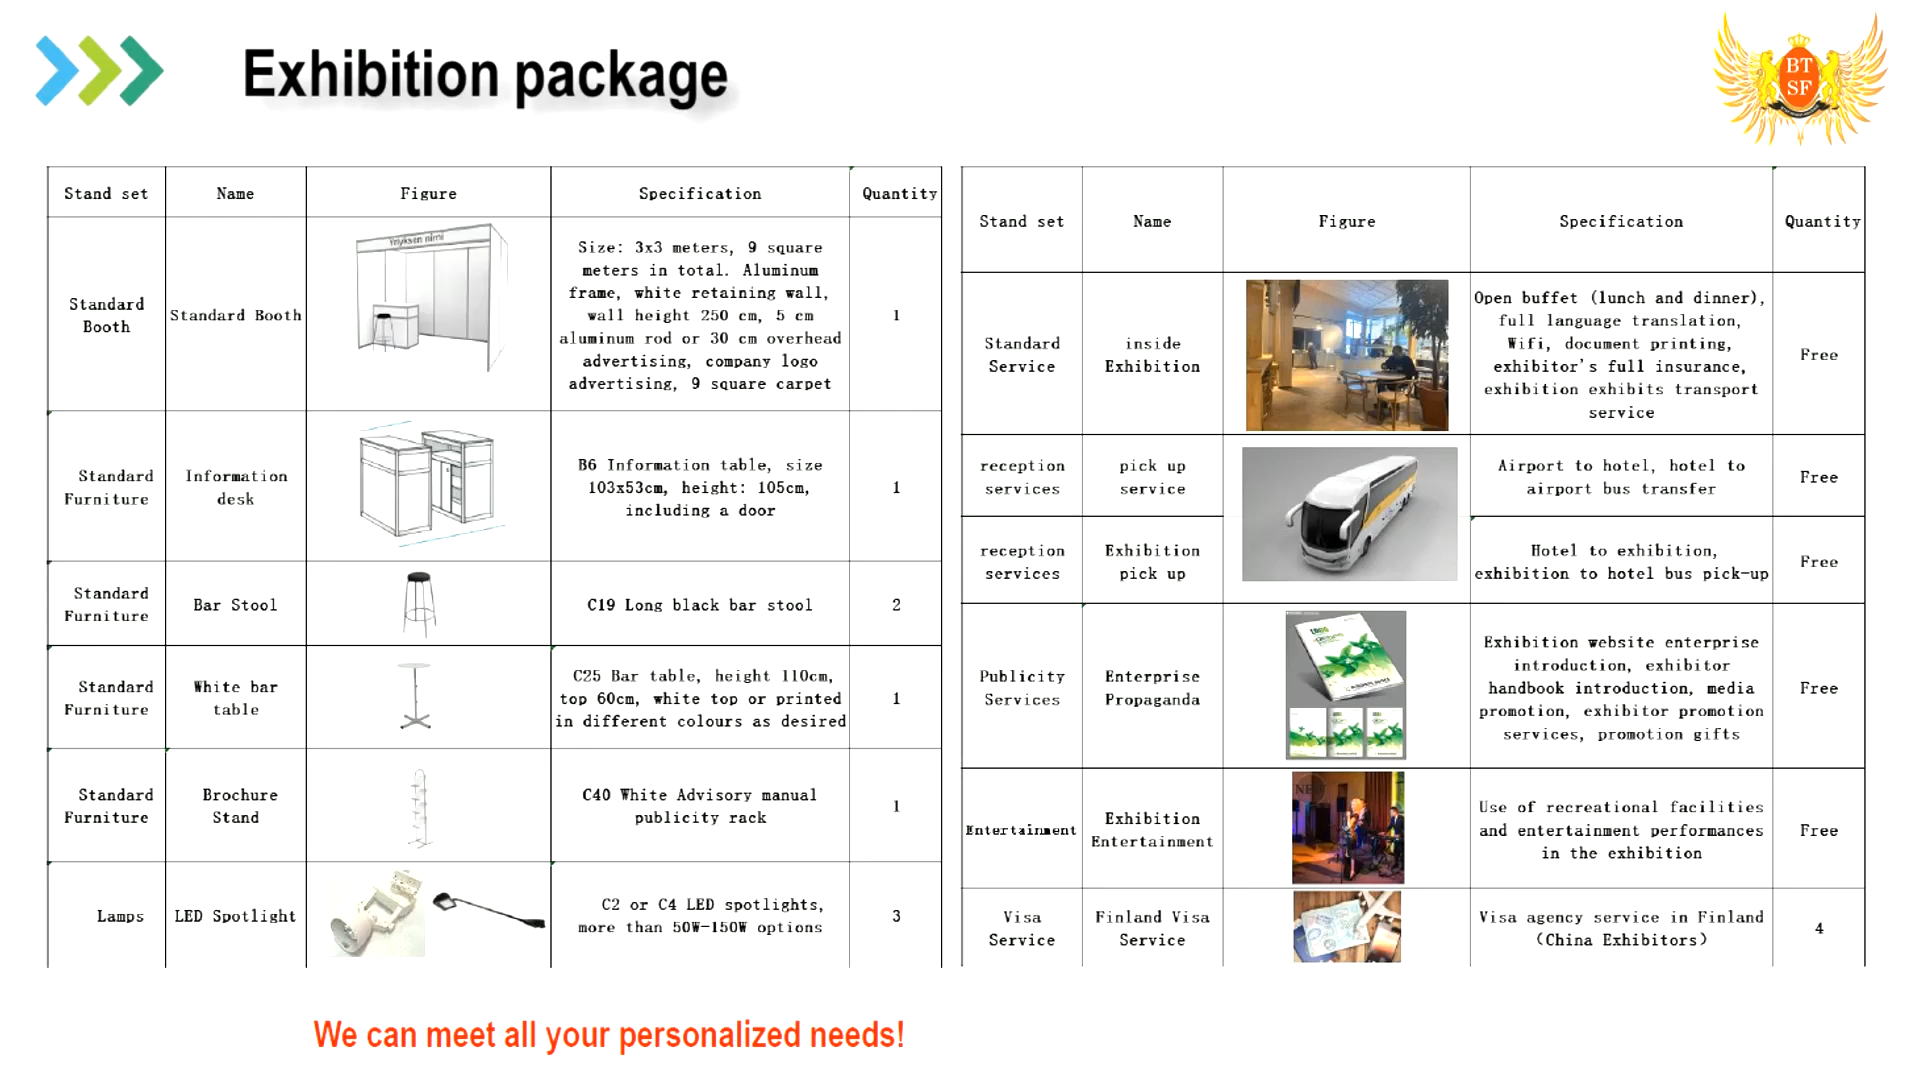 Exhibition package
BT
SF
Stand set Name Figure Specification Quantity
Standard
Booth
Standard Booth
Yrityksen nimi
Size: 3x3 meters, 9 square
meters in total. Aluminum
frame, white retaining wall,
wall height 250 cm, 5 cm
aluminum rod or 30 cm overhead
advertising, company logo
advertising, 9 square carpet
1
Standard
Furniture
Information
desk
B6 Information table, size
103x53cm, height: 105cm,
including a door
1
Standard
Furniture
Bar Stool
C19 Long black bar stool
2
Standard
Furniture
White bar
table
C25 Bar table, height 110cm,
top 60cm, white top or printed
in different colours as desired
1
Standard
Furniture
Brochure
Stand
C40 White Advisory manual
publicity rack
1
Lamps
LED Spotlight
C2 or C4 LED spotlights,
more than 50W-150W options
3
Stand set Name Figure Specification Quantity
Standard
Service
inside
Exhibition
Open buffet (lunch and dinner),
full language translation,
Wifi, document printing,
exhibitor's full insurance,
exhibition exhibits transport
service
Free
reception
services
pick up
service
Airport to hotel, hotel to
airport bus transfer
Free
reception
services
Exhibition
pick up
Hotel to exhibition,
exhibition to hotel bus pick-up
Free
Publicity
Services
Enterprise
Propaganda
Exhibition website enterprise
introduction, exhibitor
handbook introduction, media
promotion, exhibitor promotion
services, promotion gifts
Free
Entertainment
Exhibition
Entertainment
Use of recreational facilities
and entertainment performances
in the exhibition
Free
Visa
Service
Finland Visa
Service
Visa agency service in Finland
(China Exhibitors)
4
We can meet all your personalized needs!